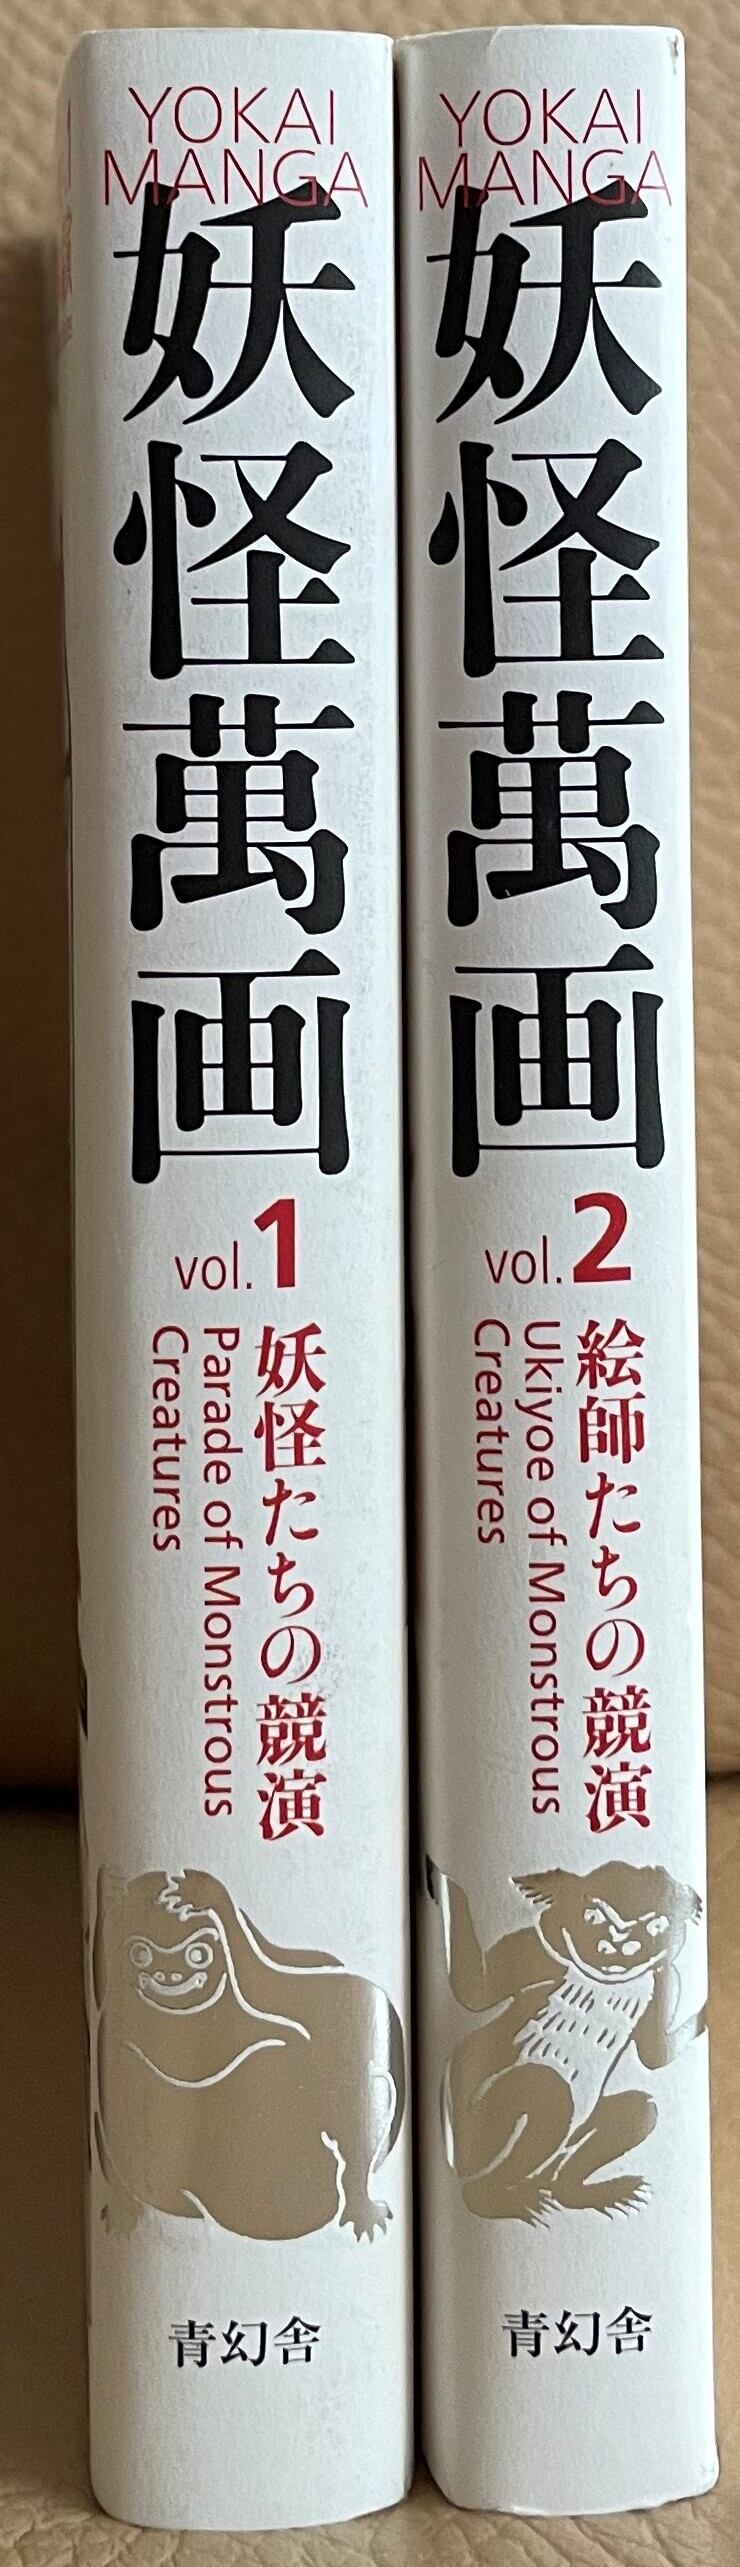 YOKAI
MANGA
妖怪萬画
vol.1
妖怪たちの競演
Parade of Monstrous
Creatures
青幻舎
YOKAI
MANGA
妖怪萬画
vol.2
絵師たちの競演
Ukiyoe of Monstrous
Creatures
青幻舎